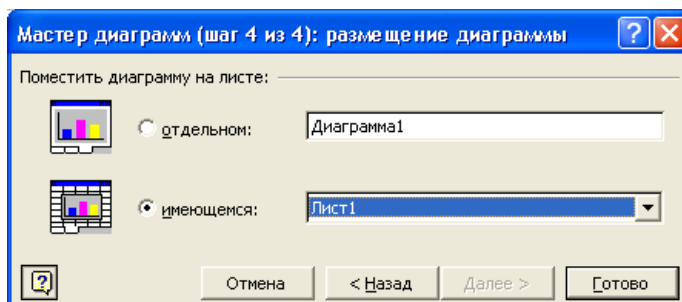 Мастер диаграмм (шаг 4 из 4): размещение диаграммы
Поместить диаграмму на листе:
отдельном: Диаграмма1
имеющемся: Лист1
Отмена < Назад Далее > Готово